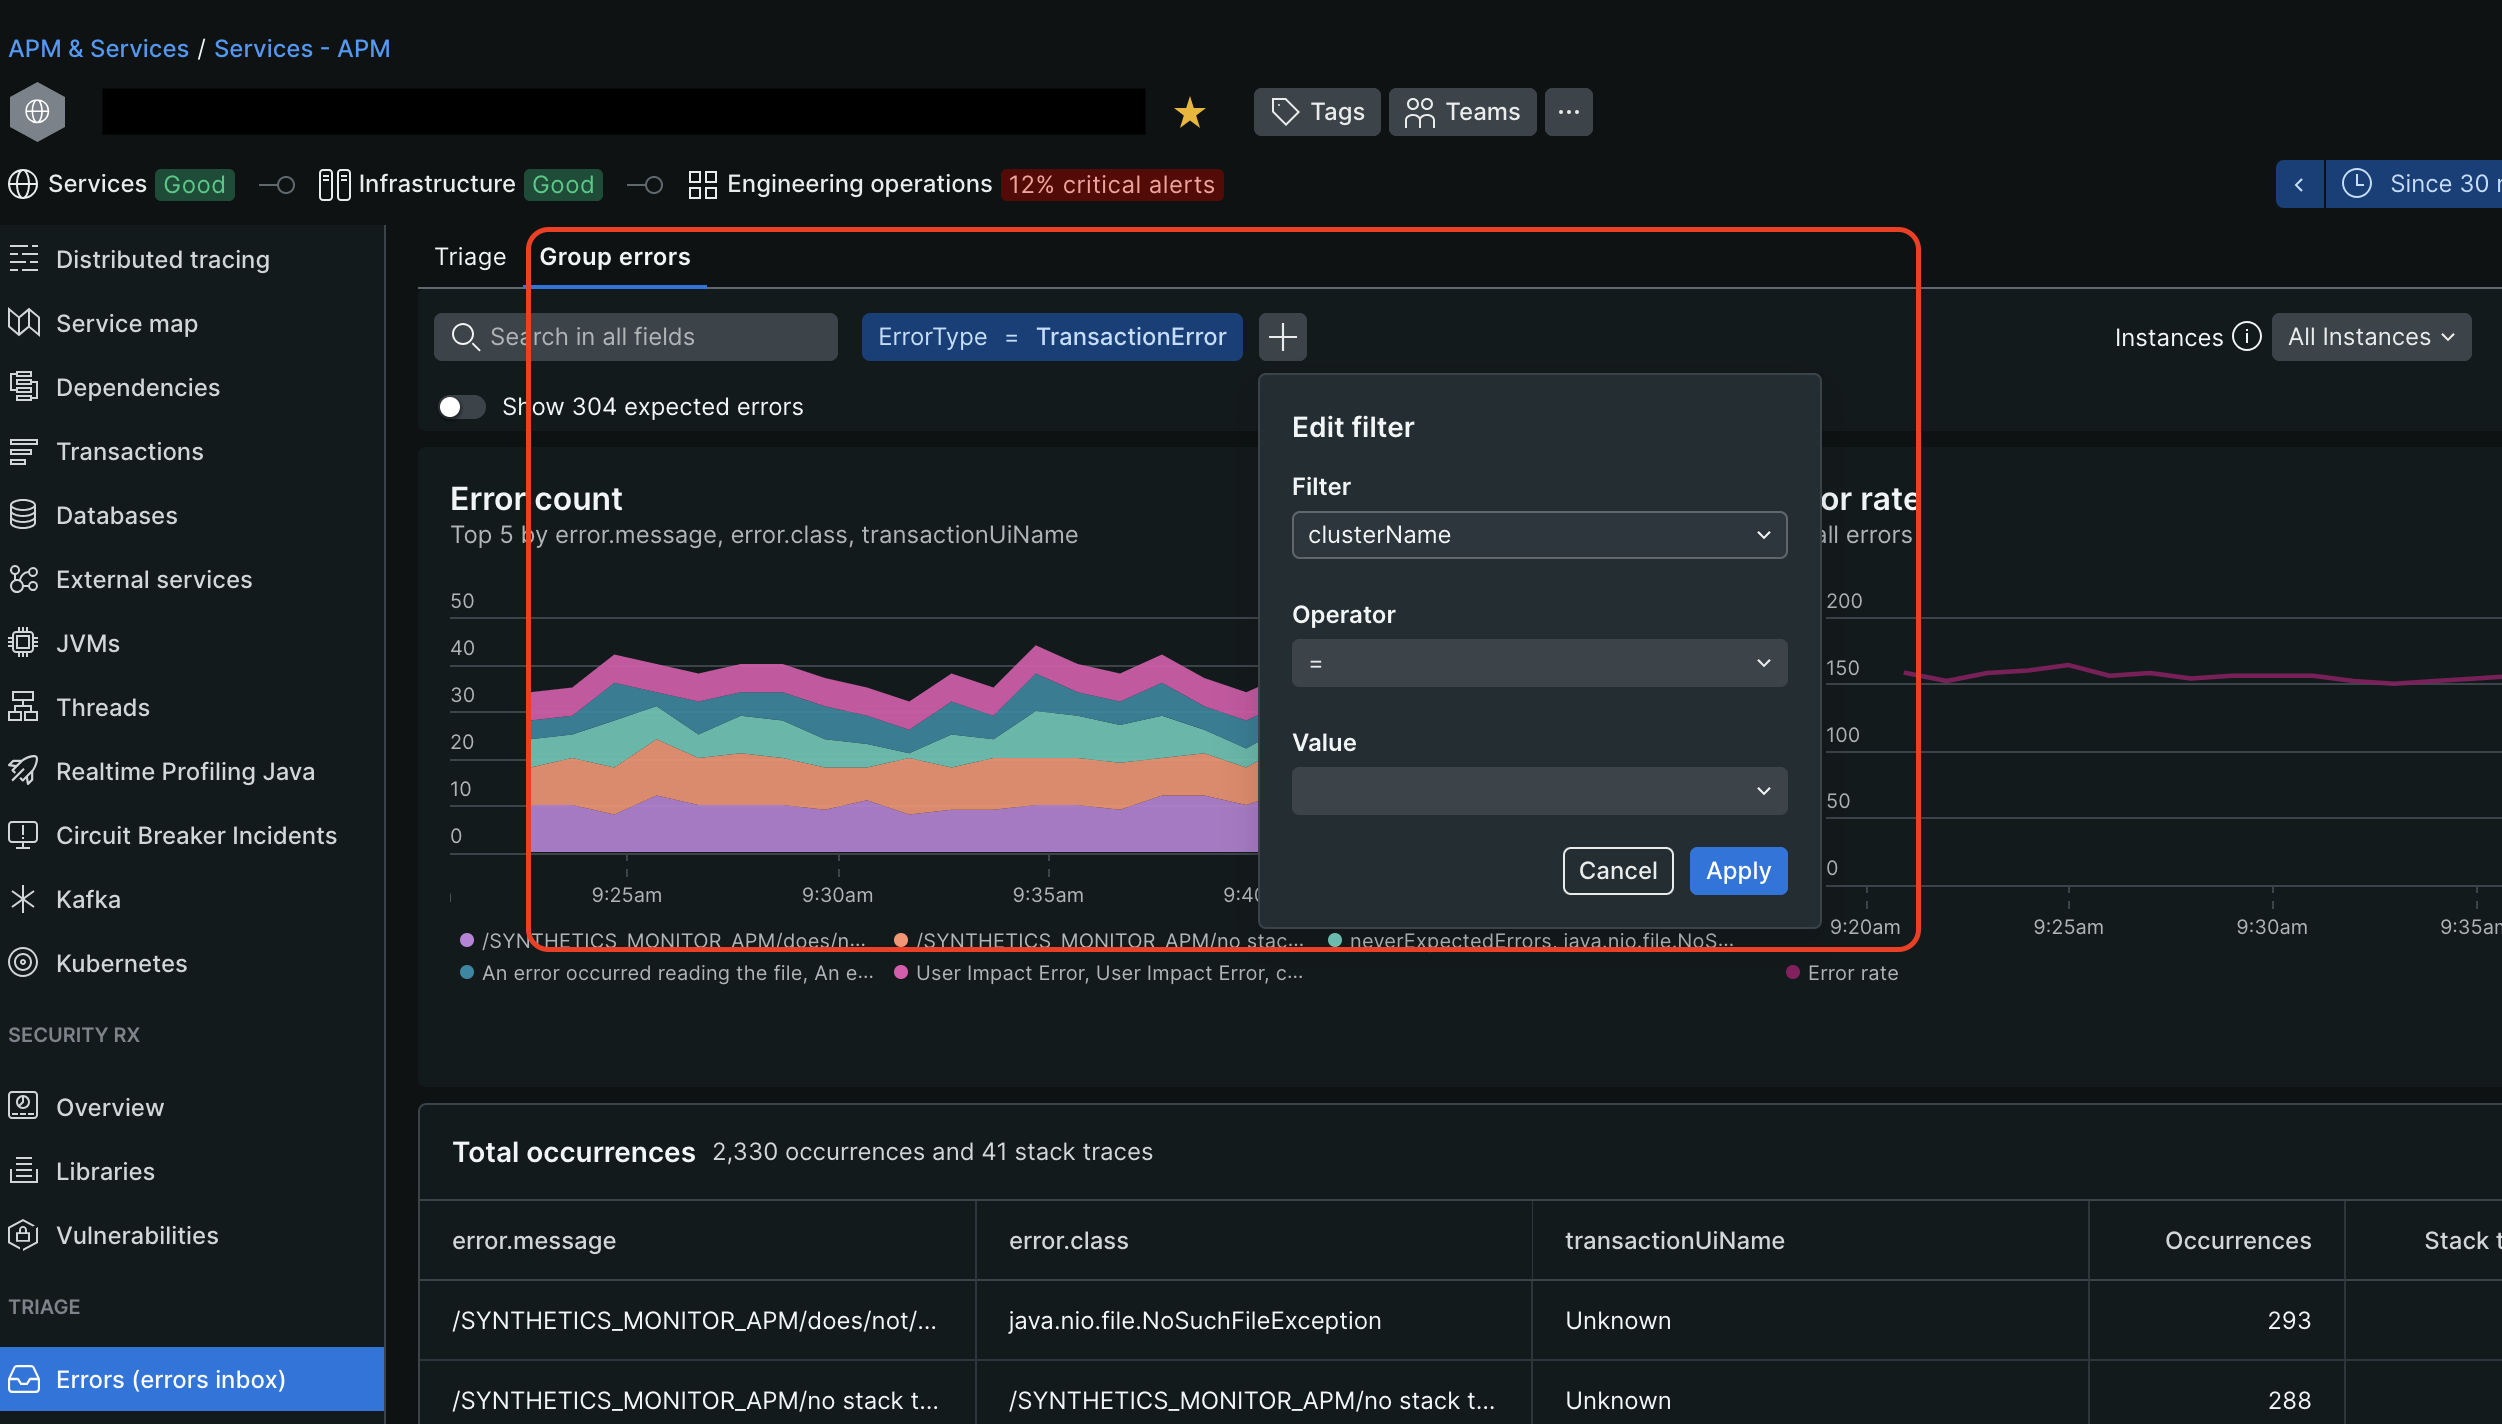 APM & Services / Services - APM
Tags
Teams
...
Services Good
Infrastructure Good
Engineering operations 12% critical alerts
Since 30
Distributed tracing
Service map
Dependencies
Transactions
Databases
External services
JVMs
Threads
Realtime Profiling Java
Circuit Breaker Incidents
Kafka
Kubernetes
SECURITY RX
Overview
Libraries
Vulnerabilities
TRIAGE
Errors (errors inbox)
Triage
Group errors
Search in all fields
ErrorType = TransactionError
Instances
All Instances
Show 304 expected errors
Edit filter
Filter
clusterName
Operator
=
Value
Cancel
Apply
Error count
Top 5 by error.message, error.class, transactionUiName
50
40
30
20
10
0
9:25am
9:30am
9:35am
9:40
/SYNTHETICS_MONITOR_APM/does/n...
/SYNTHETICS_MONITOR_APM/no stac...
neverExpectedErrors, java.nio.file.NoS...
An error occurred reading the file, An e...
User Impact Error, User Impact Error, c...
or rate
all errors
200
150
100
50
0
9:20am
9:25am
9:30am
9:35am
Error rate
Total occurrences 2,330 occurrences and 41 stack traces
error.message
error.class
transactionUiName
Occurrences
Stack t
/SYNTHETICS_MONITOR_APM/does/not/...
java.nio.file.NoSuchFileException
Unknown
293
/SYNTHETICS_MONITOR_APM/no stack t...
/SYNTHETICS_MONITOR_APM/no stack t...
Unknown
288